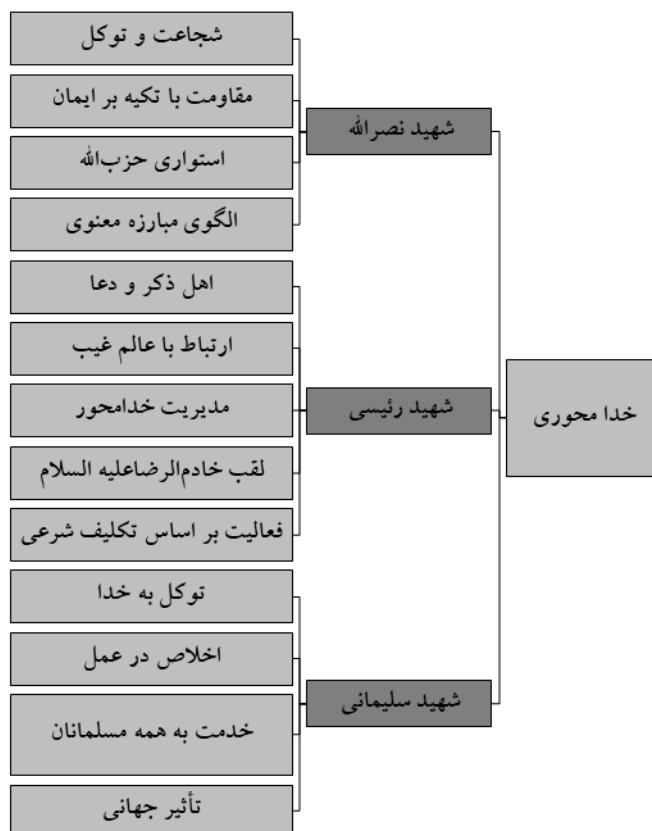 خدا محوری
شهید نصرالله
شجاعت و توکل
مقاومت با تکیه بر ایمان
استواری حزب‌الله
الگوی مبارزه معنوی
شهید رئیسی
اهل ذکر و دعا
ارتباط با عالم غیب
مدیریت خدامحور
لقب خادم‌الرضاعلیه السلام
فعالیت بر اساس تکلیف شرعی
شهید سلیمانی
توکل به خدا
اخلاص در عمل
خدمت به همه مسلمانان
تأثیر جهانی